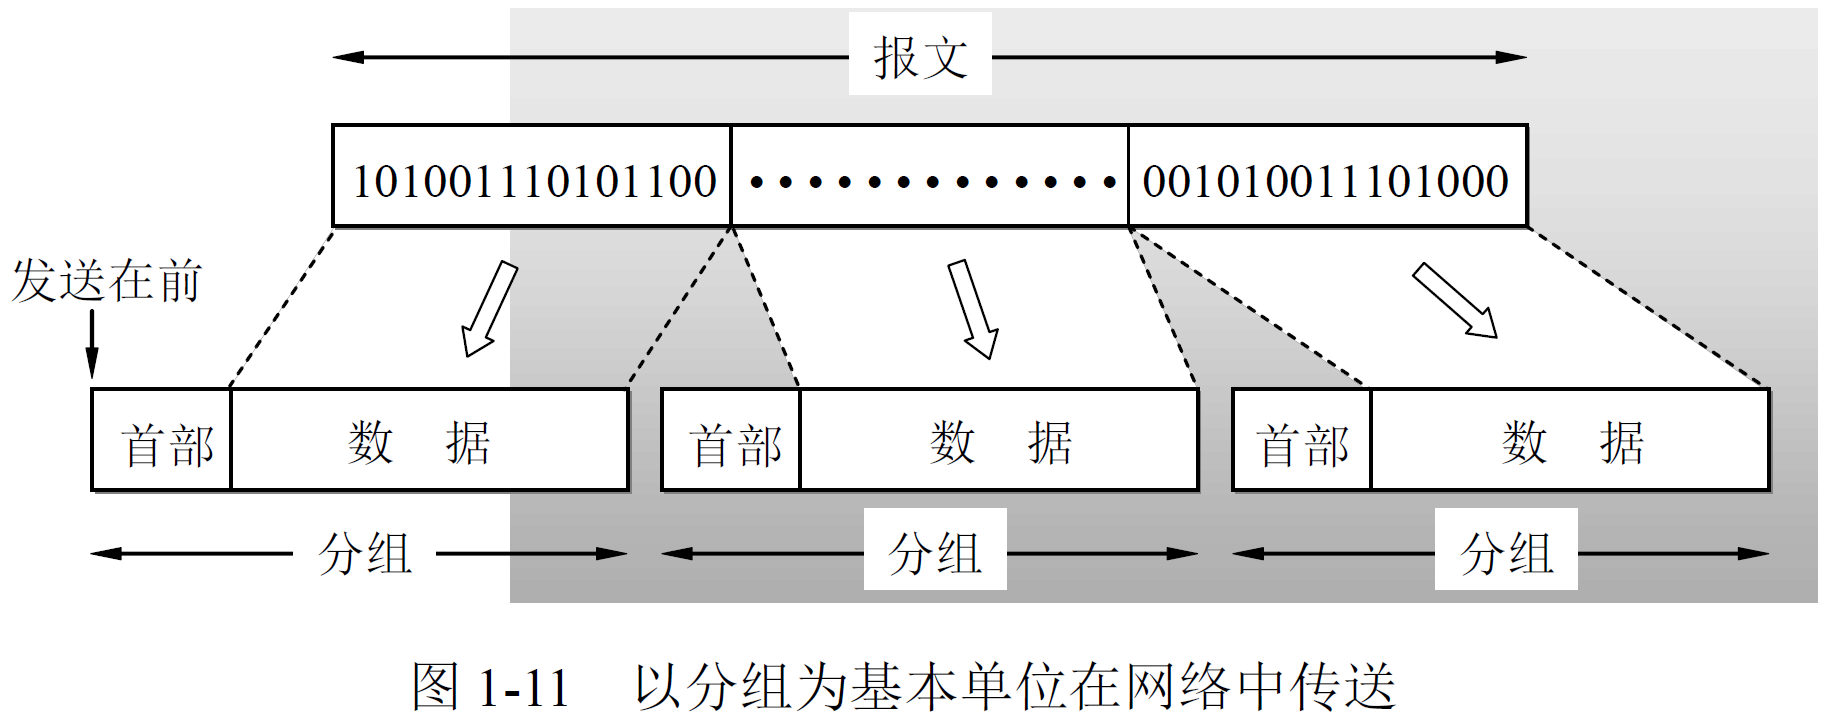 报文
101001110101100 ············· 001010011101000
发送在前
首部 数 据 首部 数 据 首部 数 据
分组 分组 分组
图 1-11 以分组为基本单位在网络中传送